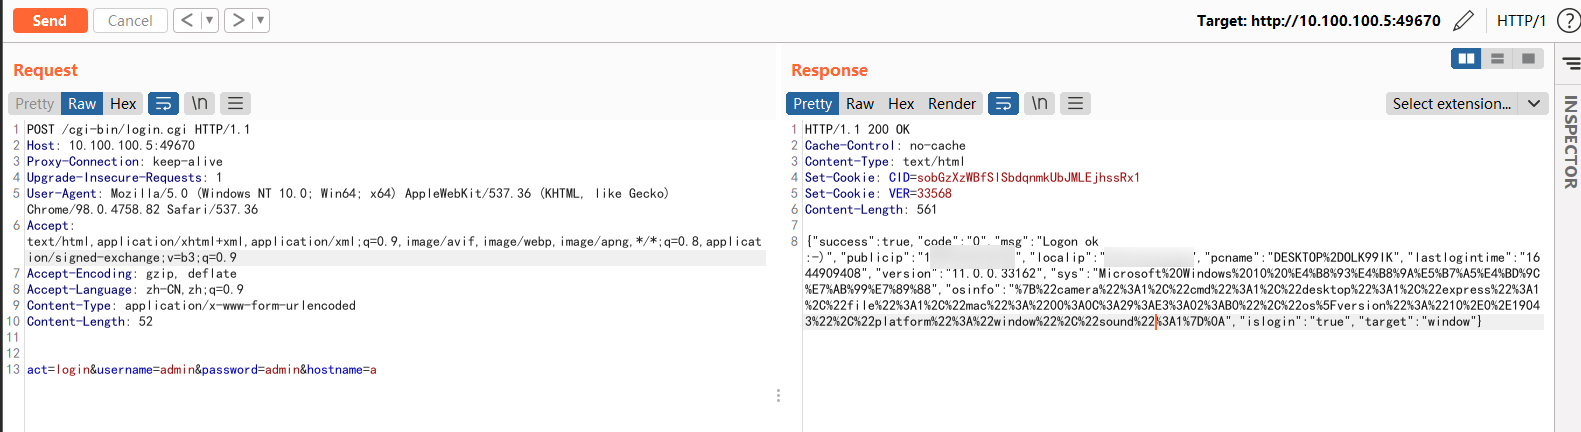 Send Cancel < > Target: http://10.100.100.5:49670 HTTP/1 ?
Request
Pretty Raw Hex \n
1 POST /cgi-bin/login.cgi HTTP/1.1
2 Host: 10.100.100.5:49670
3 Proxy-Connection: keep-alive
4 Upgrade-Insecure-Requests: 1
5 User-Agent: Mozilla/5.0 (Windows NT 10.0; Win64; x64) AppleWebKit/537.36 (KHTML, like Gecko)
Chrome/98.0.4758.82 Safari/537.36
6 Accept:
text/html,application/xhtml+xml,application/xml;q=0.9,image/avif,image/webp,image/apng,*/*;q=0.8,applicat
ion/signed-exchange;v=b3;q=0.9
7 Accept-Encoding: gzip, deflate
8 Accept-Language: zh-CN,zh;q=0.9
9 Content-Type: application/x-www-form-urlencoded
10 Content-Length: 52
11
12
13 act=login&username=admin&password=admin&hostname=a
Response
Pretty Raw Hex Render \n Select extension...
1 HTTP/1.1 200 OK
2 Cache-Control: no-cache
3 Content-Type: text/html
4 Set-Cookie: CID=sobGzXzWBfSlSbdqnmkUbJMLEjhssRx1
5 Set-Cookie: VER=33568
6 Content-Length: 561
7
8 {"success":true,"code":"0","msg":"Logon ok
:-)","publicip":"1 ","localip":" ","pcname":"DESKTOP%2DOLK99IK","lastlogintime":"16
44909408","version":"11.0.0.33162","sys":"Microsoft%20Windows%2010%20%E4%B8%93%E4%B8%9A%E5%B7%A5%E4%BD%9C
%E7%AB%99%E7%89%88","osinfo":"%7B%22camera%22%3A1%2C%22cmd%22%3A1%2C%22desktop%22%3A1%2C%22express%22%3A1
%2C%22file%22%3A1%2C%22mac%22%3A%2200%3A0C%3A29%3AE3%3A02%3AB0%22%2C%22os%5Fversion%22%3A%2210%2E0%2E1904
3%22%2C%22platform%22%3A%22window%22%2C%22sound%22%3A1%7D%0A","islogin":"true","target":"window"}
INSPECTOR